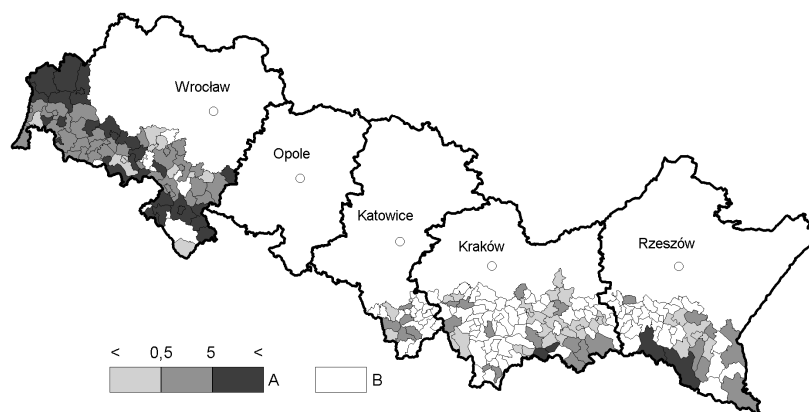 Wrocław
Opole
Katowice
Kraków
Rzeszów
< 0,5 5 <
A B